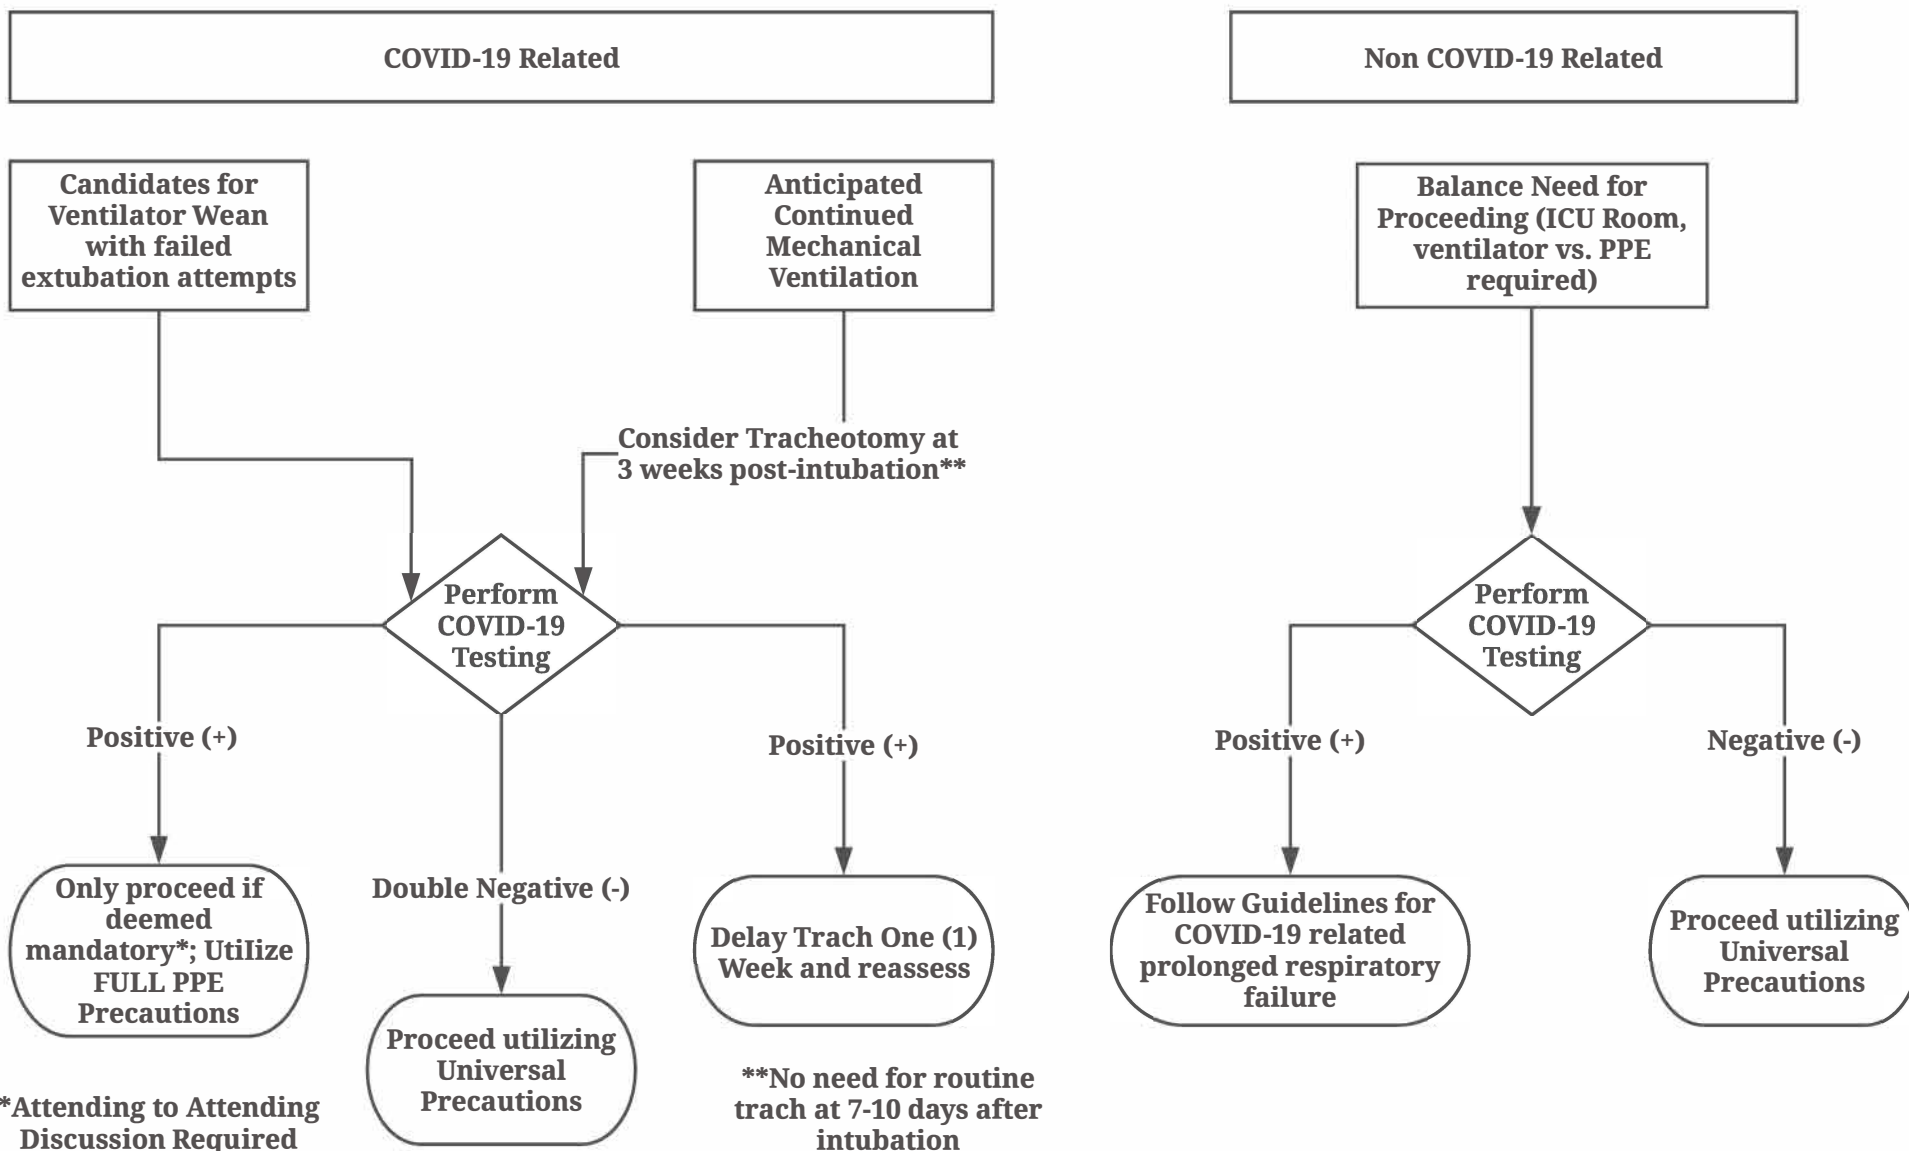 COVID-19 Related
Non COVID-19 Related
Candidates for
Ventilator Wean
with failed
extubation attempts
Anticipated
Continued
Mechanical
Ventilation
Balance Need for
Proceeding (ICU Room,
ventilator vs. PPE
required)
Consider Tracheotomy at
3 weeks post-intubation**
Perform
COVID-19
Testing
Perform
COVID-19
Testing
Positive (+)
Double Negative (-)
Positive (+)
Positive (+)
Negative (-)
Only proceed if
deemed
mandatory*; Utilize
FULL PPE
Precautions
Proceed utilizing
Universal
Precautions
Delay Trach One (1)
Week and reassess
Follow Guidelines for
COVID-19 related
prolonged respiratory
failure
Proceed utilizing
Universal
Precautions
*Attending to Attending
Discussion Required
**No need for routine
trach at 7-10 days after
intubation